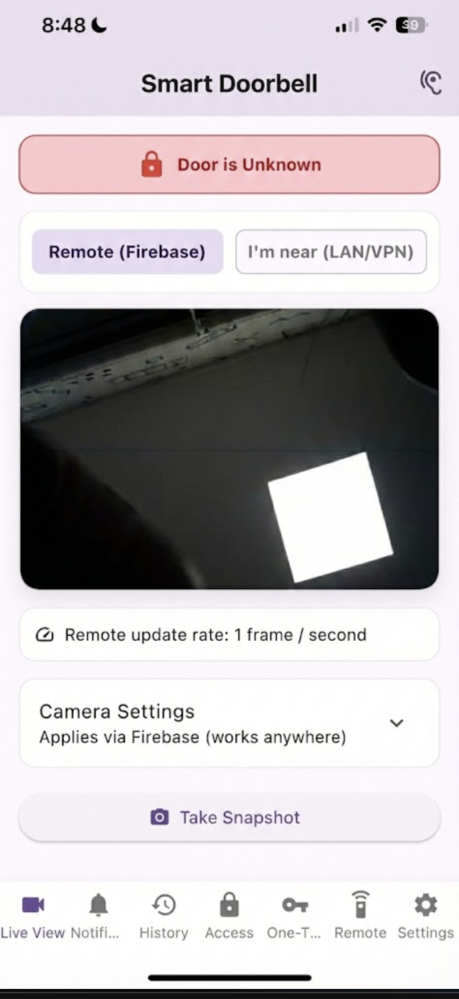 8:48
39
Smart Doorbell
Door is Unknown
Remote (Firebase)
I'm near (LAN/VPN)
Remote update rate: 1 frame / second
Camera Settings
Applies via Firebase (works anywhere)
Take Snapshot
Live View
Notifi...
History
Access
One-T...
Remote
Settings